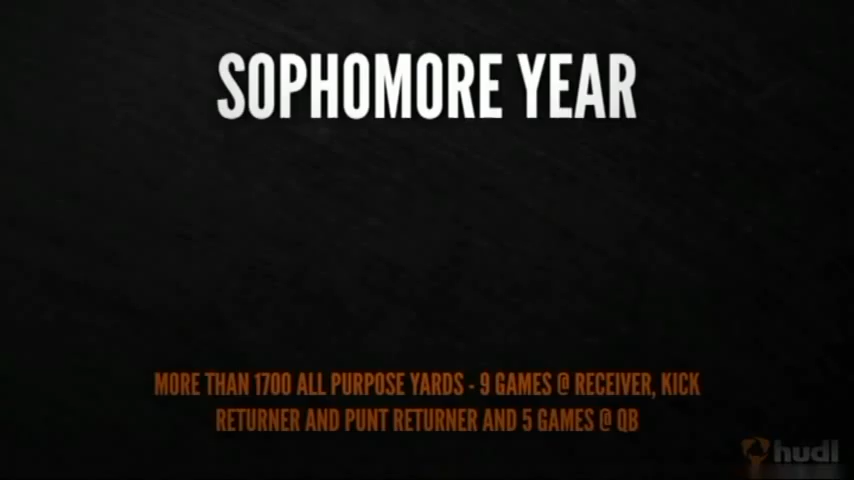 SOPHOMORE YEAR
MORE THAN 1700 ALL PURPOSE YARDS - 9 GAMES @ RECEIVER, KICK
RETURNER AND PUNT RETURNER AND 5 GAMES @ QB
hudl